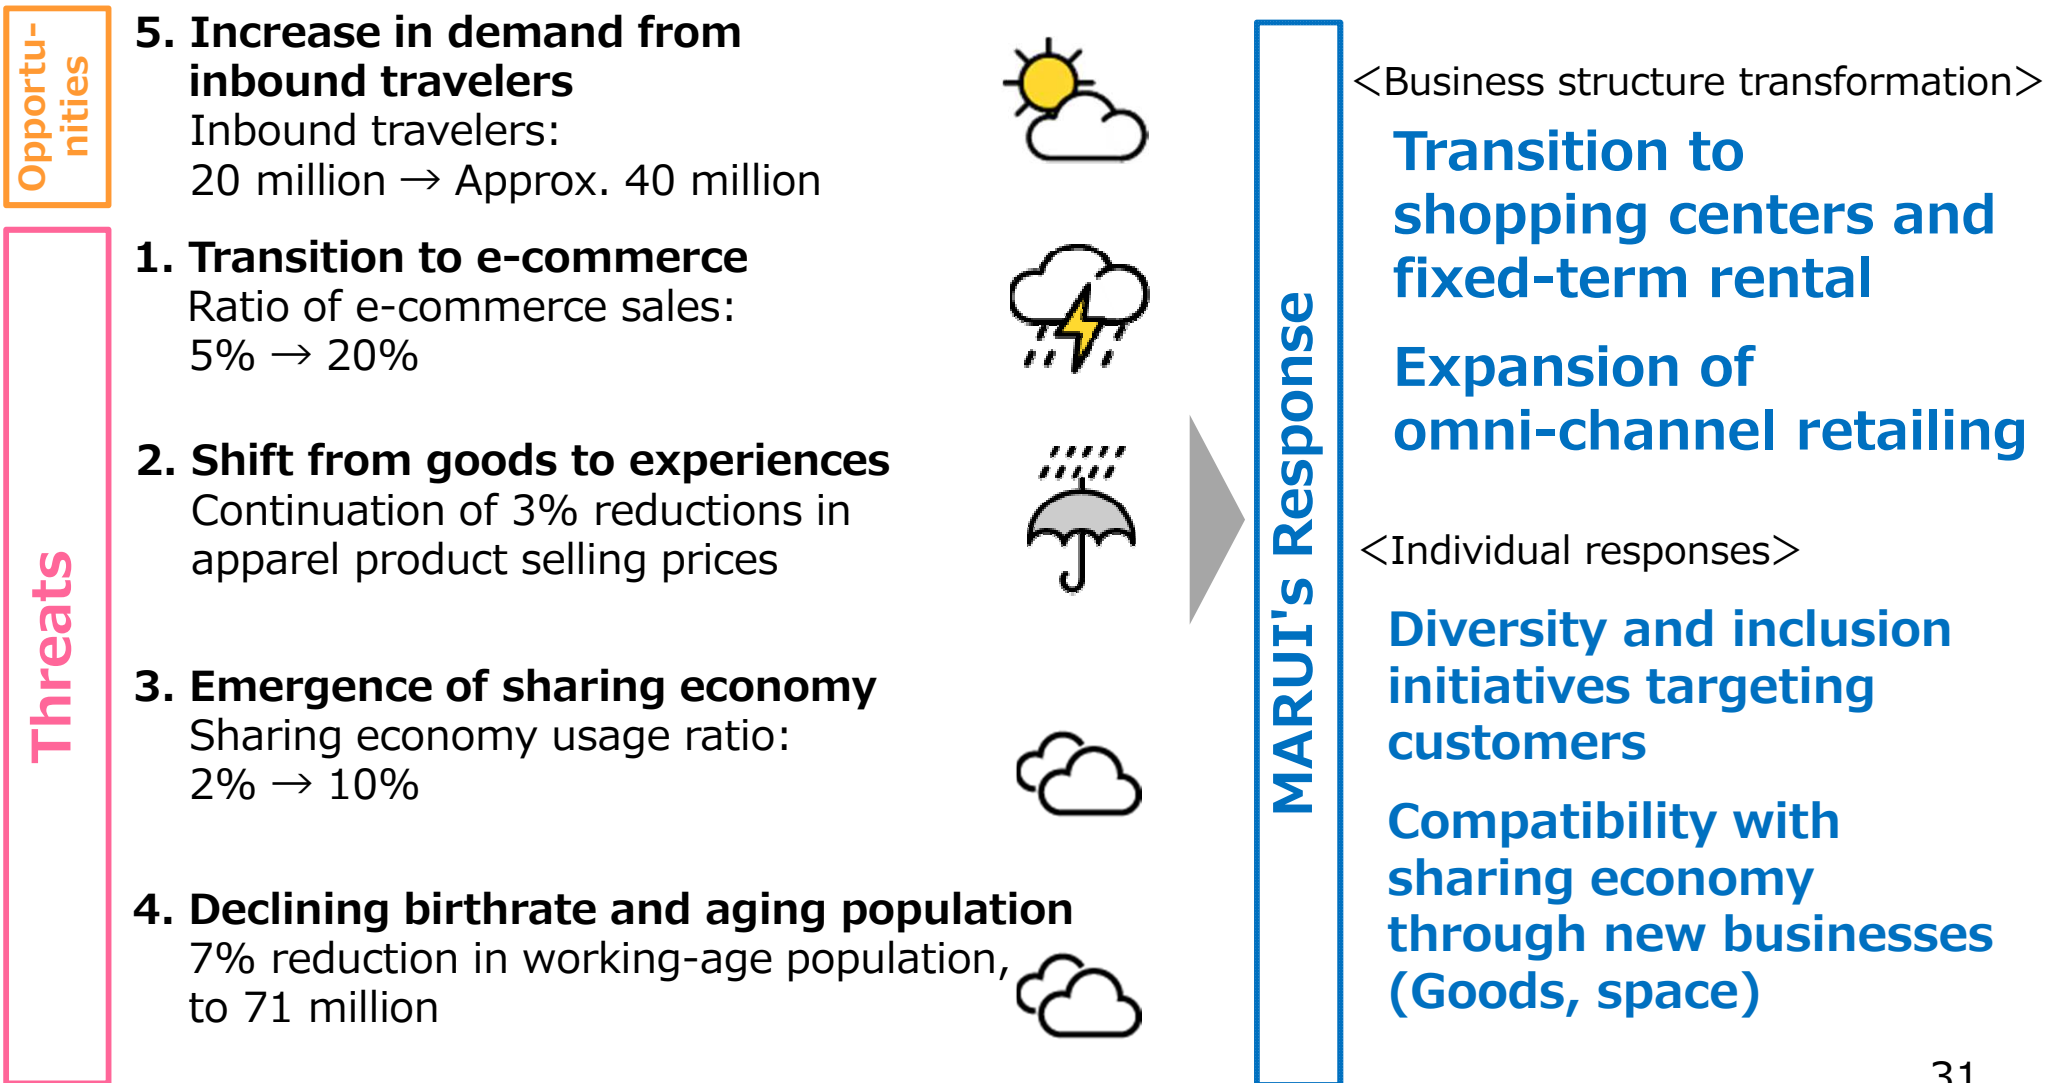 Opportu-
nities
5. Increase in demand from
inbound travelers
Inbound travelers:
20 million → Approx. 40 million
Threats
1. Transition to e-commerce
Ratio of e-commerce sales:
5% → 20%
2. Shift from goods to experiences
Continuation of 3% reductions in
apparel product selling prices
3. Emergence of sharing economy
Sharing economy usage ratio:
2% → 10%
4. Declining birthrate and aging population
7% reduction in working-age population,
to 71 million
MARUI's Response
＜Business structure transformation＞
Transition to
shopping centers and
fixed-term rental
Expansion of
omni-channel retailing
＜Individual responses＞
Diversity and inclusion
initiatives targeting
customers
Compatibility with
sharing economy
through new businesses
(Goods, space)
31